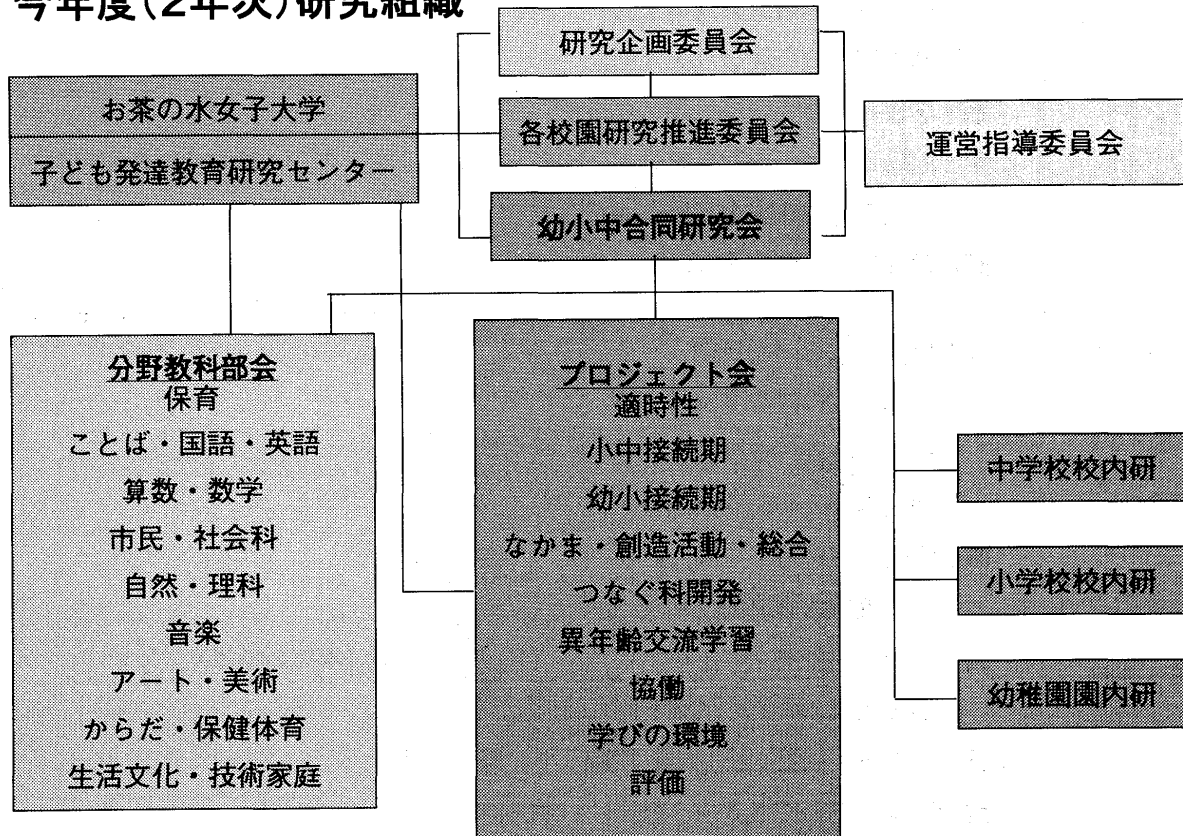 今年度(2年次)研究組織
研究企画委員会
お茶の水女子大学
子ども発達教育研究センター
各校園研究推進委員会
運営指導委員会
幼小中合同研究会
分野教科部会
保育
ことば・国語・英語
算数・数学
市民・社会科
自然・理科
音楽
アート・美術
からだ・保健体育
生活文化・技術家庭
プロジェクト会
適時性
小中接続期
幼小接続期
なかま・創造活動・総合
つなぐ科開発
異年齢交流学習
協働
学びの環境
評価
中学校校内研
小学校校内研
幼稚園園内研